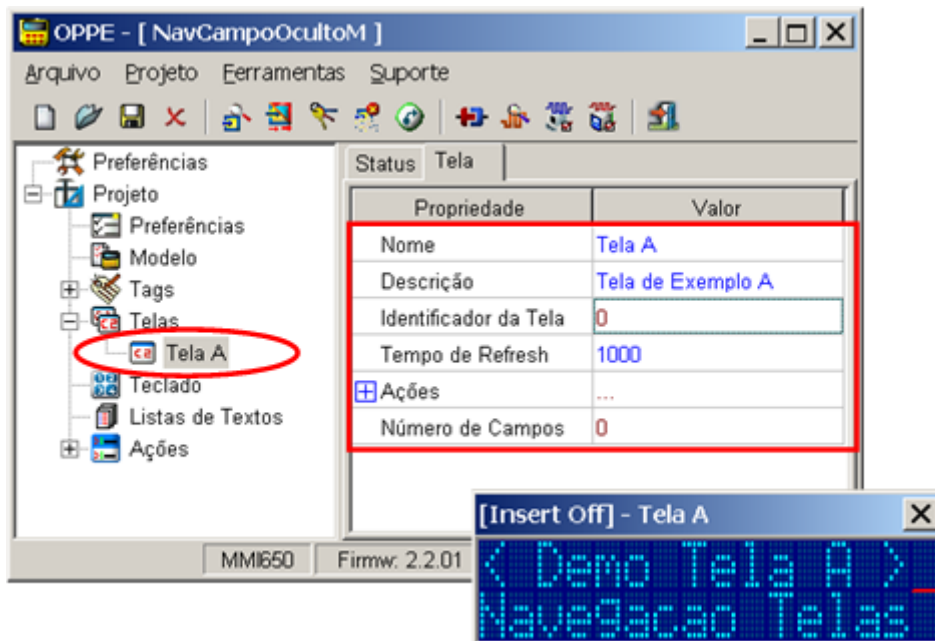 OPPE - [ NavCampoOcultoM ]
Arquivo Projeto Ferramentas Suporte
Preferências
Projeto
Preferências
Modelo
Tags
Telas
Tela A
Teclado
Listas de Textos
Ações
Status Tela
Propriedade Valor
Nome Tela A
Descrição Tela de Exemplo A
Identificador da Tela 0
Tempo de Refresh 1000
Ações ...
Número de Campos 0
MMI650 Firmw: 2.2.01
[Insert Off] - Tela A
< Demo Tela A >
Navegacao Telas